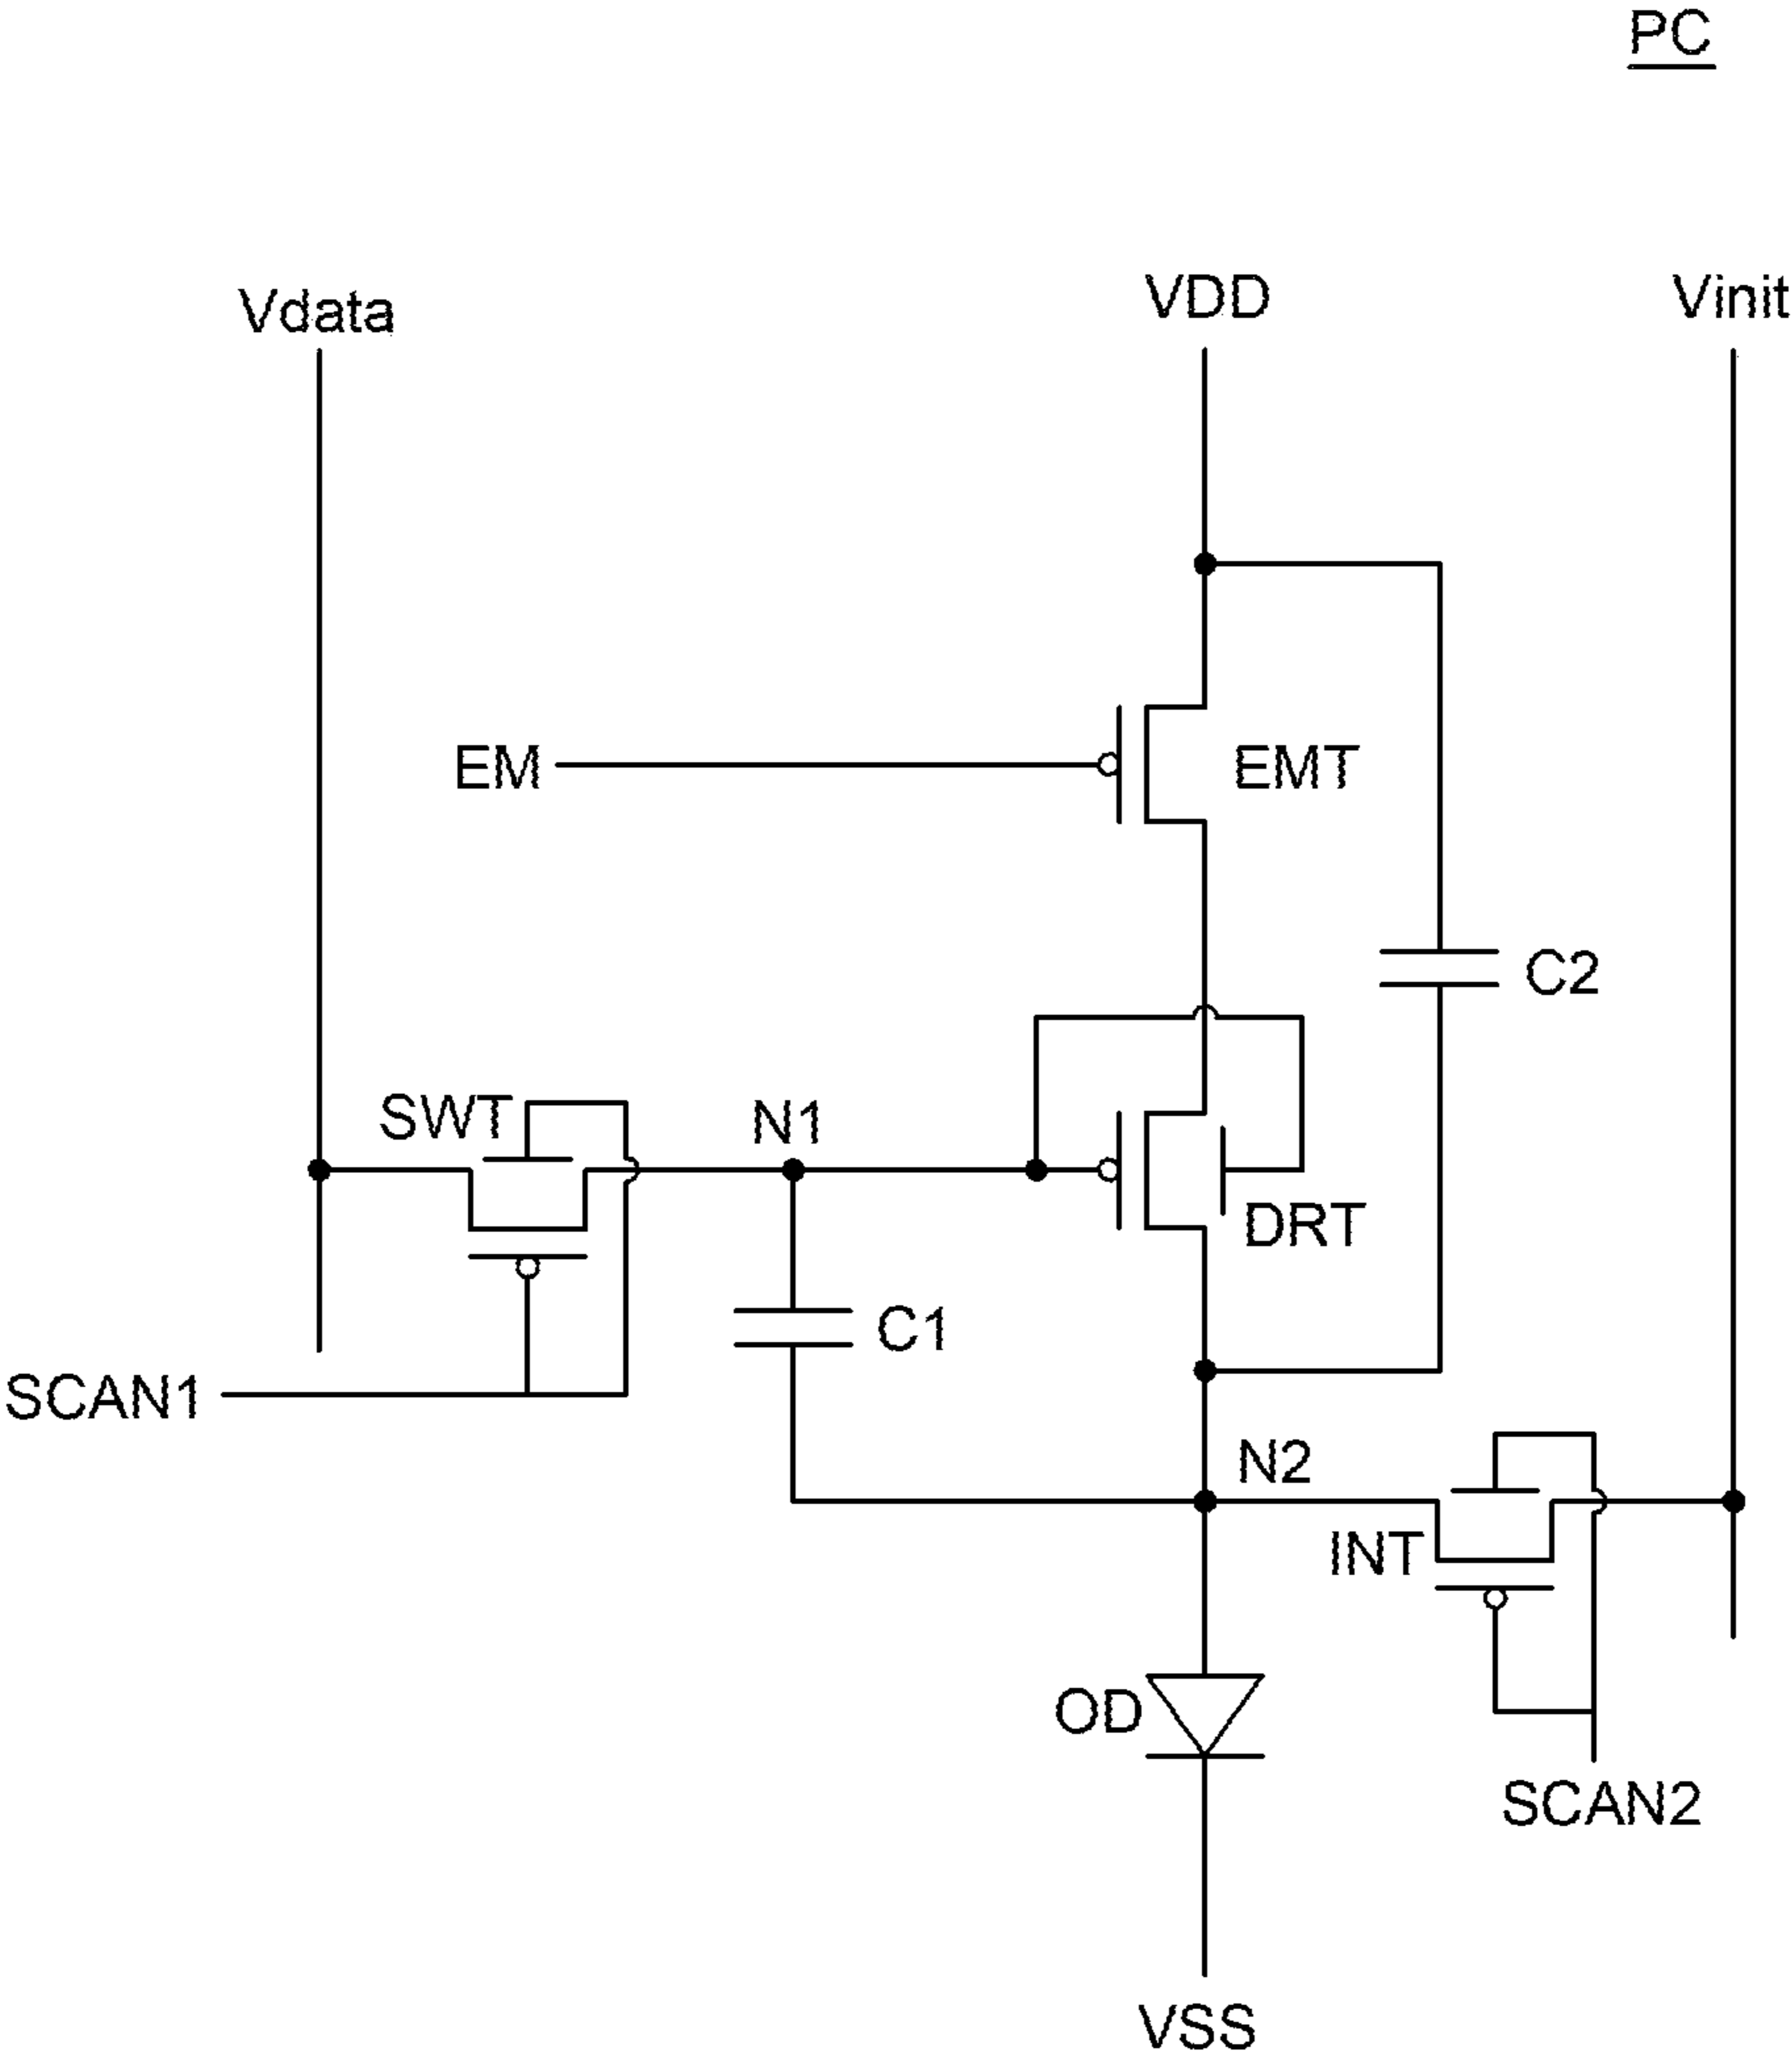 PC
Vdata
VDD
Vinit
EM
EMT
C2
SWT
N1
DRT
C1
SCAN1
N2
INT
OD
SCAN2
VSS